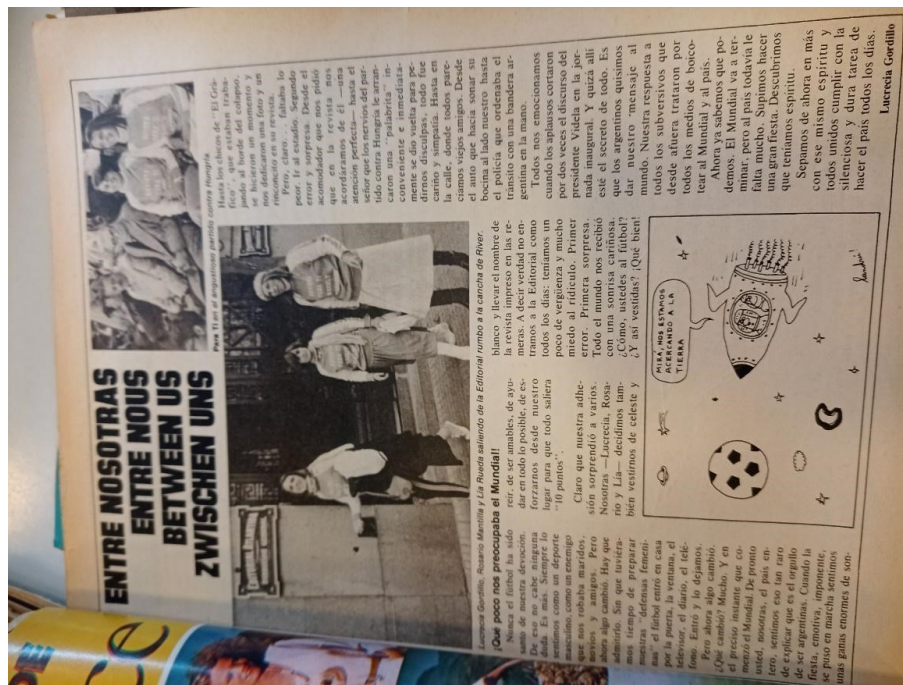 ENTRE NOSOTRAS
ENTRE NOUS
BETWEEN US
ZWISCHEN UNS
Para Ti en el angustioso partido contra Hungría
Lucrecia Gordillo, Rosario Mantilla y Lía Rueda saliendo de la Editorial rumbo a la cancha de River.
¡Qué poco nos preocupaba el Mundial!
Nunca el fútbol ha sido
santo de nuestra devoción.
De eso no cabe ninguna
duda. Es mas. Siempre lo
sentimos como un deporte
masculino, como un enemigo
que nos robaba maridos,
novios y amigos. Pero
ahora algo cambió. Hay que
admitirlo. Sin que tuviéra-
mos tiempo de preparar
nuestras "defensas femeni-
nas" el fútbol entró en casa
por la puerta, la ventana, el
televisor, el diario, el telé-
fono. Entró y lo dejamos.
Pero ahora algo cambió.
¿Qué cambió? Mucho. Y en
el preciso instante que co-
menzó el Mundial. De pronto
usted, nosotras, el país en-
tero, sentimos eso tan raro
de explicar que es el orgullo
de ser argentinas. Cuando la
fiesta, emotiva, imponente,
se puso en marcha sentimos
unas ganas enormes de son-
reír, de ser amables, de ayu-
dar en todo lo posible, de es-
forzarnos desde nuestro
lugar para que todo saliera
"10 puntos".
Claro que nuestra adhe-
sión sorprendió a varios.
Nosotras —Lucrecia, Rosa-
rio y Lía— decidimos tam-
bién vestirnos de celeste y
blanco y llevar el nombre de
la revista impreso en las re-
meras. A decir verdad no en-
tramos a la Editorial como
todos los días: teníamos un
poco de vergüenza y mucho
miedo al ridículo. Primer
error. Primera sorpresa.
Todo el mundo nos recibió
con una sonrisa cariñosa.
¿Cómo, ustedes al fútbol?
¿Y así vestidas? ¡Qué bien!
Hasta los chicos de "El Grá-
fico", que estaban traba-
jando al borde del colapso,
se hicieron un momento y
nos dedicaron una foto y un
rinconcito en su revista.
Pero, claro, faltaba lo
peor. Ir al estadio. Segundo
error y sorpresa. Desde el
acomodador que nos pidió
que en la revista nos
acordáramos de él —una
atención perfecta— hasta el
señor que los nervios del par-
tido contra Hungría le arran-
caron una "palabrita" in-
conveniente e inmediata-
mente se dio vuelta para pe-
dirnos disculpas, todo fue
cariño y simpatía. Hasta en
la calle, donde todos pare-
cíamos viejos amigos. Desde
el auto que hacía sonar su
bocina al lado nuestro hasta
el policía que ordenaba el
tránsito con una bandera ar-
gentina en la mano.
Todos nos emocionamos
cuando los aplausos cortaron
por dos veces el discurso del
presidente Videla en la jor-
nada inaugural. Y quizá allí
esté el secreto de todo. Es
que los argentinos quisimos
dar nuestro mensaje al
mundo. Nuestra respuesta a
todos los subversivos que
desde afuera trataron por
todos los medios de boico-
tear al Mundial y al país.
Ahora ya sabemos que po-
demos. El Mundial va a ter-
minar, pero al país todavía le
falta mucho. Supimos hacer
una gran fiesta. Descubrimos
que teníamos espíritu.
Sepamos de ahora en más
con ese mismo espíritu y
todos unidos cumplir con la
silenciosa y dura tarea de
hacer el país todos los días.
Lucrecia Gordillo
MIRA, NOS ESTAMOS
ACERCANDO A LA
TIERRA
landrú